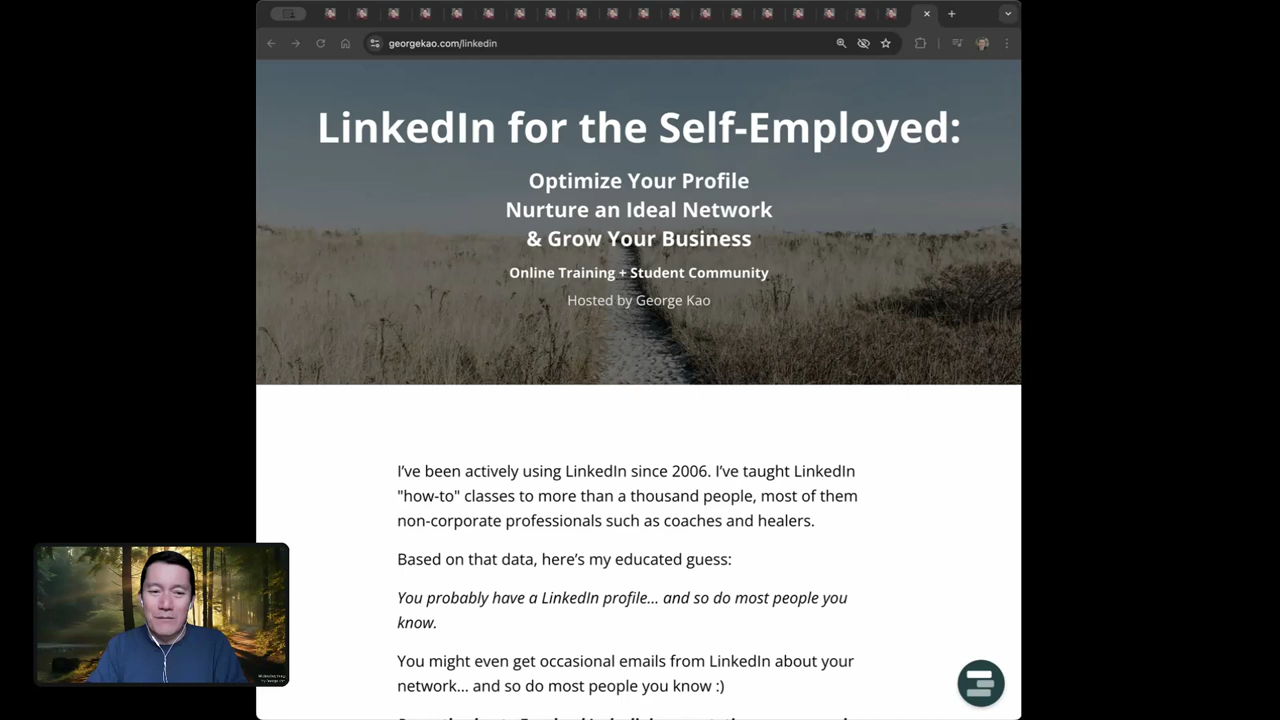 georgekao.com/linkedin
LinkedIn for the Self-Employed:
Optimize Your Profile
Nurture an Ideal Network
& Grow Your Business
Online Training + Student Community
Hosted by George Kao
I've been actively using LinkedIn since 2006. I've taught LinkedIn
"how-to" classes to more than a thousand people, most of them
non-corporate professionals such as coaches and healers.
Based on that data, here's my educated guess:
You probably have a LinkedIn profile... and so do most people you
know.
You might even get occasional emails from LinkedIn about your
network... and so do most people you know :)